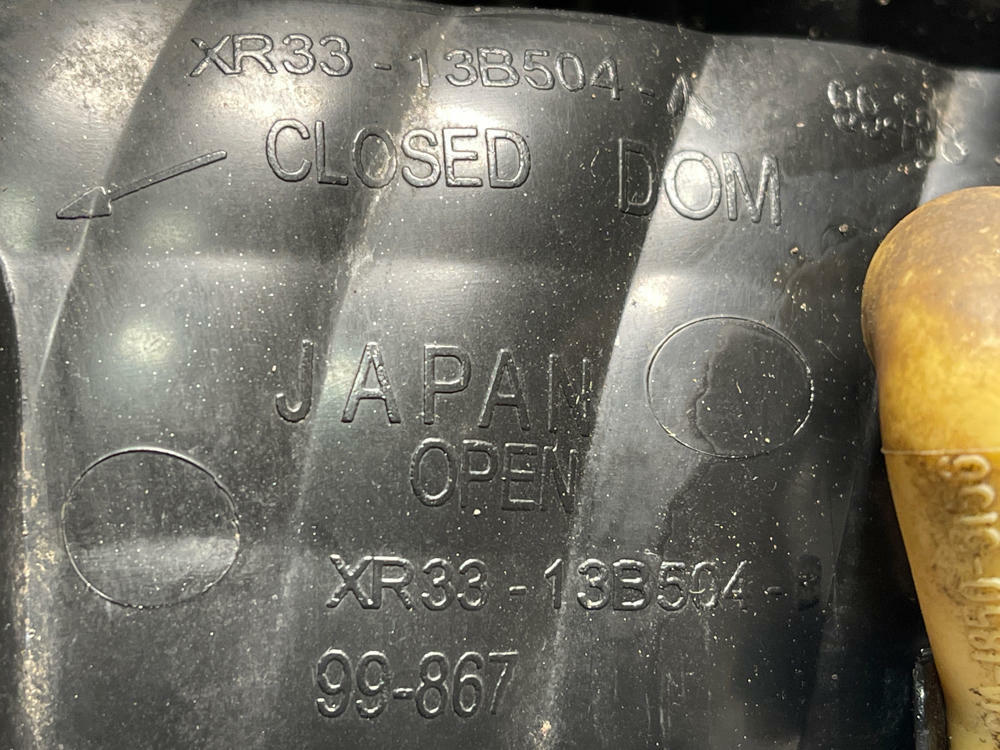 XR33-13B504-A
CLOSED DOM
JAPAN
OPEN
XR33-13B504-B
99-867